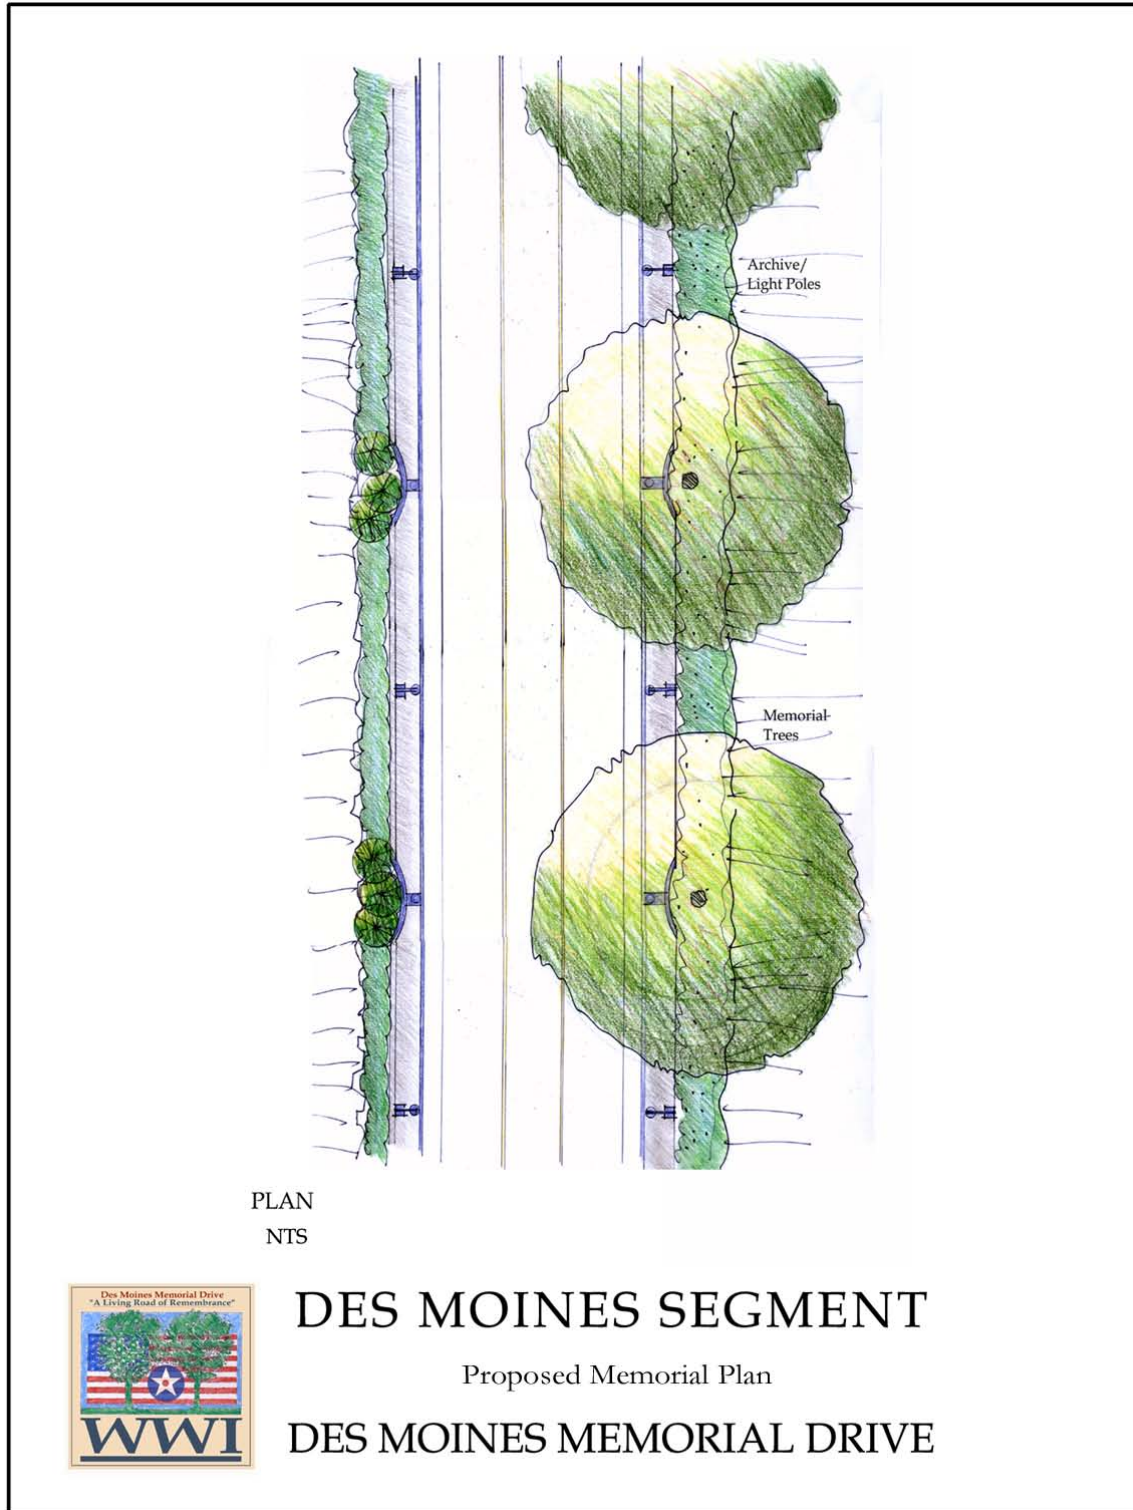 Archive/
Light Poles
Memorial
Trees
PLAN
NTS
Des Moines Memorial Drive
"A Living Road of Remembrance"
WWI
DES MOINES SEGMENT
Proposed Memorial Plan
DES MOINES MEMORIAL DRIVE